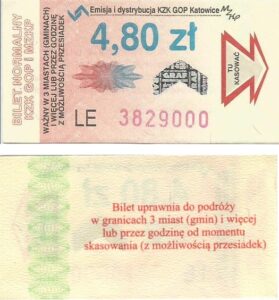 Emisja i dystrybucja KZK GOP Katowice
4,80 zł
BILET NORMALNY
KZK GOP i MZKP
WAŻNY W 3 MIASTACH (GMINACH)
I WIĘCEJ LUB PRZEZ GODZINĘ
Z MOŻLIWOŚCIĄ PRZESIADEK
TU
KASOWAĆ
LE 3829000
Bilet uprawnia do podróży
w granicach 3 miast (gmin) i więcej
lub przez godzinę od momentu
skasowania (z możliwością przesiadek)